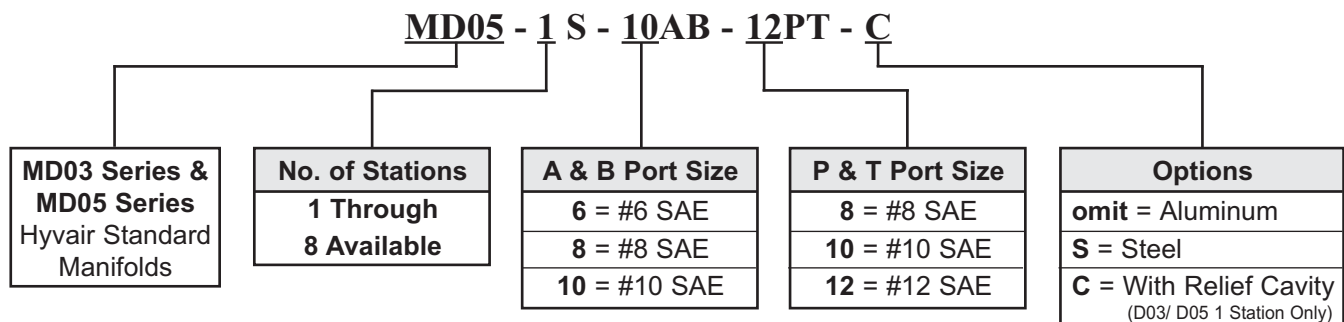 MD05 - 1 S - 10AB - 12PT - C
MD03 Series &
MD05 Series
Hyvair Standard
Manifolds
No. of Stations
1 Through
8 Available
A & B Port Size
6 = #6 SAE
8 = #8 SAE
10 = #10 SAE
P & T Port Size
8 = #8 SAE
10 = #10 SAE
12 = #12 SAE
Options
omit = Aluminum
S = Steel
C = With Relief Cavity
(D03/ D05 1 Station Only)